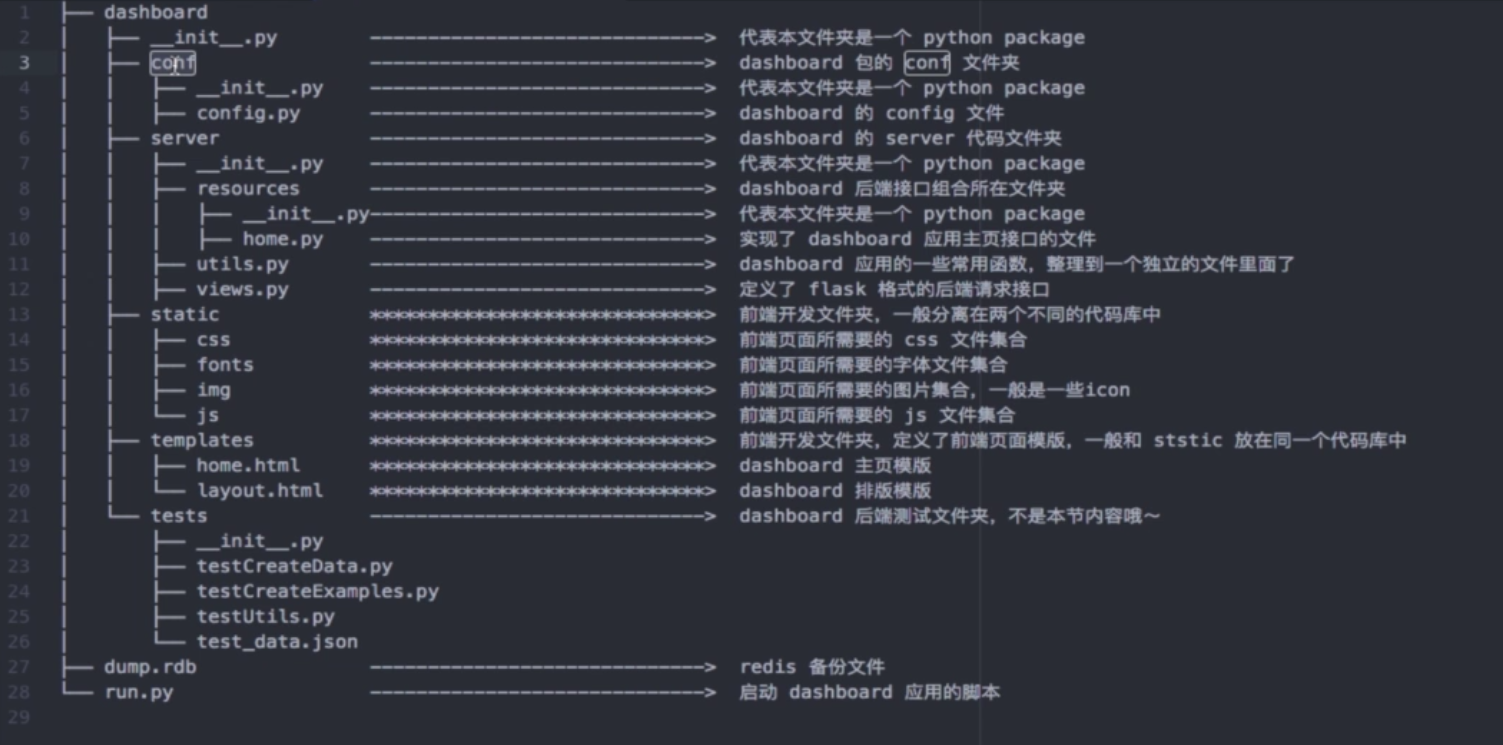 1 ├── dashboard
2 │   ├── __init__.py        -----------------------------> 代表本文件夹是一个 python package
3 │   ├── conf               -----------------------------> dashboard 包的 conf 文件夹
4 │   │   ├── __init__.py    -----------------------------> 代表本文件夹是一个 python package
5 │   │   ├── config.py      -----------------------------> dashboard 的 config 文件
6 │   ├── server             -----------------------------> dashboard 的 server 代码文件夹
7 │   │   ├── __init__.py    -----------------------------> 代表本文件夹是一个 python package
8 │   │   ├── resources      -----------------------------> dashboard 后端接口组合所在文件夹
9 │   │   │   ├── __init__.py-----------------------------> 代表本文件夹是一个 python package
10 │   │   │   ├── home.py    -----------------------------> 实现了 dashboard 应用主页接口的文件
11 │   │   ├── utils.py       -----------------------------> dashboard 应用的一些常用函数，整理到一个独立的文件里面了
12 │   │   ├── views.py       -----------------------------> 定义了 flask 格式的后端请求接口
13 │   ├── static             *****************************> 前端开发文件夹，一般分离在两个不同的代码库中
14 │   │   ├── css            *****************************> 前端页面所需要的 css 文件集合
15 │   │   ├── fonts          *****************************> 前端页面所需要的字体文件集合
16 │   │   ├── img            *****************************> 前端页面所需要的图片集合，一般是一些icon
17 │   │   └── js             *****************************> 前端页面所需要的 js 文件集合
18 │   ├── templates          *****************************> 前端开发文件夹，定义了前端页面模版，一般和 ststic 放在同一个代码库中
19 │   │   ├── home.html      *****************************> dashboard 主页模版
20 │   │   └── layout.html    *****************************> dashboard 排版模版
21 │   └── tests              -----------------------------> dashboard 后端测试文件夹，不是本节内容哦～
22 │       ├── __init__.py
23 │       ├── testCreateData.py
24 │       ├── testCreateExamples.py
25 │       ├── testUtils.py
26 │       └── test_data.json
27 ├── dump.rdb               -----------------------------> redis 备份文件
28 └── run.py                 -----------------------------> 启动 dashboard 应用的脚本
29